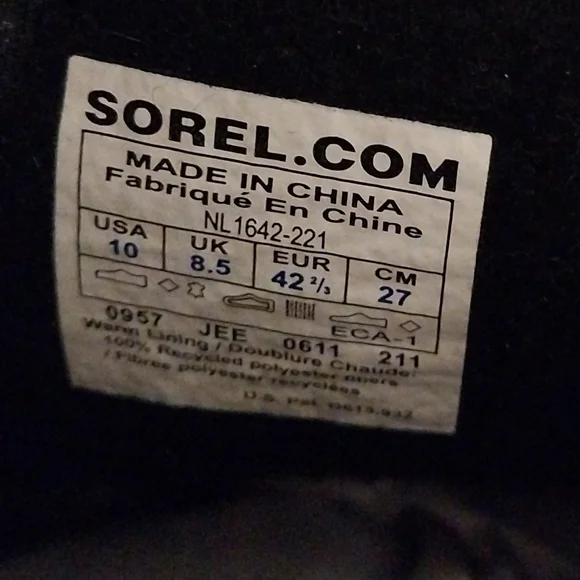 SOREL.COM
MADE IN CHINA
Fabriqué En Chine
NL1642-221
USA UK EUR CM
10 8.5 42 2/3 27
ECA-1
0957 JEE 0611 211
Warm Lining / Doublure Chaude:
100% Recycled polyester fibers
/ Fibres polyester recyclées
U.S. Pat.